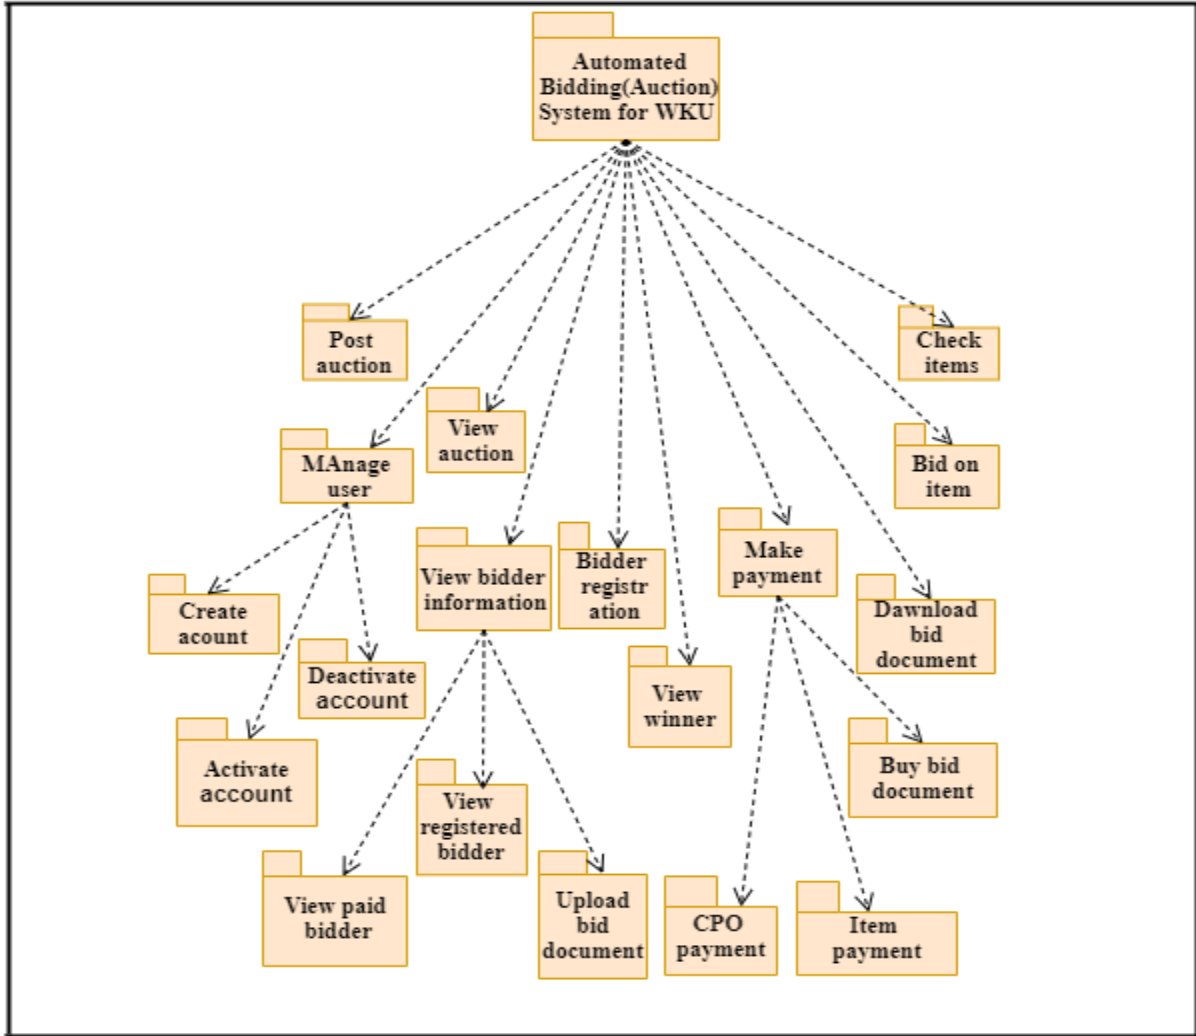 Automated
Bidding(Auction)
System for WKU
Post
auction
Check
items
View
auction
MAnage
user
Bid on
item
View bidder
information
Bidder
registr
ation
Make
payment
Create
acount
Dawnload
bid
document
Deactivate
account
View
winner
Activate
account
Buy bid
document
View
registered
bidder
View paid
bidder
Upload
bid
document
CPO
payment
Item
payment